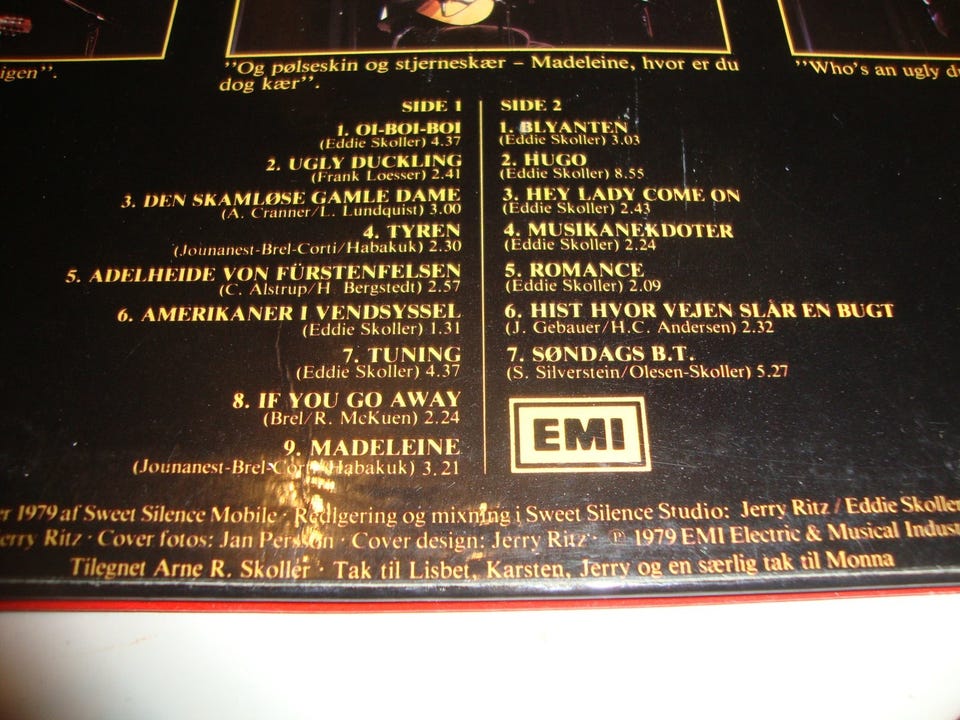 igen".
"Og pølseskin og stjerneskær – Madeleine, hvor er du
dog kær".
"Who's an ugly
SIDE 1
1. OI-BOI-BOI
(Eddie Skoller) 4.37
2. UGLY DUCKLING
(Frank Loesser) 2.41
3. DEN SKAMLØSE GAMLE DAME
(A. Cranner/L. Lundquist) 3.00
4. TYREN
(Jounanest-Brel-Corti/Habakuk) 2.30
5. ADELHEIDE VON FÜRSTENFELSEN
(C. Alstrup/H Bergstedt) 2.57
6. AMERIKANER I VENDSYSSEL
(Eddie Skoller) 1.31
7. TUNING
(Eddie Skoller) 4.37
8. IF YOU GO AWAY
(Brel/R. McKuen) 2.24
9. MADELEINE
(Jounanest-Brel-Corti/Habakuk) 3.21
SIDE 2
1. BLYANTEN
(Eddie Skoller) 3.03
2. HUGO
(Eddie Skoller) 8.55
3. HEY LADY COME ON
(Eddie Skoller) 2.43
4. MUSIKANEKDOTER
(Eddie Skoller) 2.24
5. ROMANCE
(Eddie Skoller) 2.09
6. HIST HVOR VEJEN SLÅR EN BUGT
(J. Gebauer/H.C. Andersen) 2.32
7. SØNDAGS B.T.
(S. Silverstein/Olesen-Skoller) 5.27
EMI
1979 af Sweet Silence Mobile · Redigering og mixning i Sweet Silence Studio: Jerry Ritz / Eddie Skoller
Jerry Ritz · Cover fotos: Jan Persson · Cover design: Jerry Ritz · ℗ 1979 EMI Electric & Musical
Tilegnet Arne R. Skoller · Tak til Lisbet, Karsten, Jerry og en særlig tak til Monna